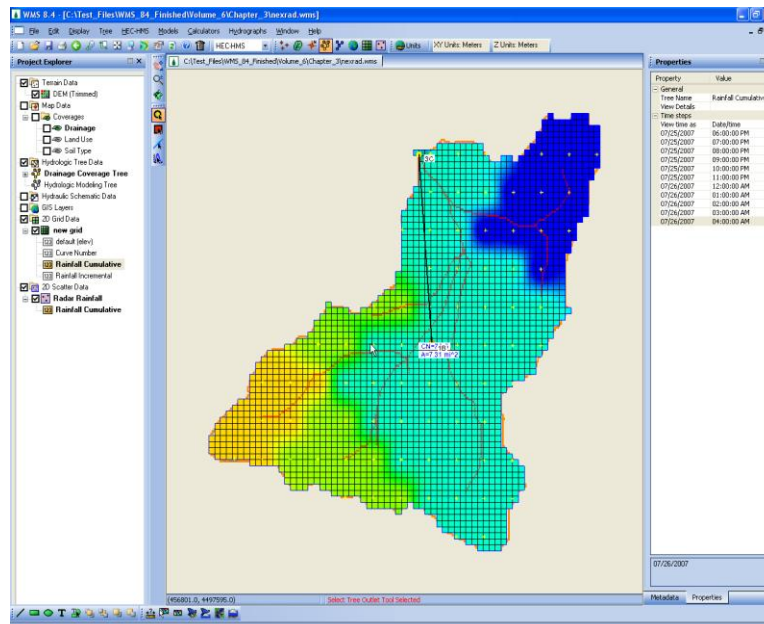 WMS 8.4 - [C:\Test_Files\WMS_84_Finished\Volume_6\Chapter_3\nexrad.wms]
File Edit Display Tree HEC-HMS Models Calculators Hydrographs Window Help
HEC-HMS Units XY Units: Meters Z Units: Meters
Project Explorer
C:\Test_Files\WMS_84_Finished\Volume_6\Chapter_3\nexrad.wms
Properties
Terrain Data
DEM (Trimmed)
Map Data
Coverages
Drainage
Land Use
Soil Type
Hydrologic Tree Data
Drainage Coverage Tree
Hydrologic Modeling Tree
Hydraulic Schematic Data
GIS Layers
2D Grid Data
new grid
default (elev)
Curve Number
Rainfall Cumulative
Rainfall Incremental
2D Scatter Data
Radar Rainfall
Rainfall Cumulative
3C
A=7.31 mi^2
Property Value
General
Tree Name Rainfall Cumulative
View Details
Time steps
View time as Date/time
07/25/2007 06:00:00 PM
07/25/2007 07:00:00 PM
07/25/2007 08:00:00 PM
07/25/2007 09:00:00 PM
07/25/2007 10:00:00 PM
07/25/2007 11:00:00 PM
07/26/2007 12:00:00 AM
07/26/2007 01:00:00 AM
07/26/2007 02:00:00 AM
07/26/2007 03:00:00 AM
07/26/2007 04:00:00 AM
07/26/2007
Metadata Properties
(456801.0, 4497595.0) Select Tree Outlet Tool Selected